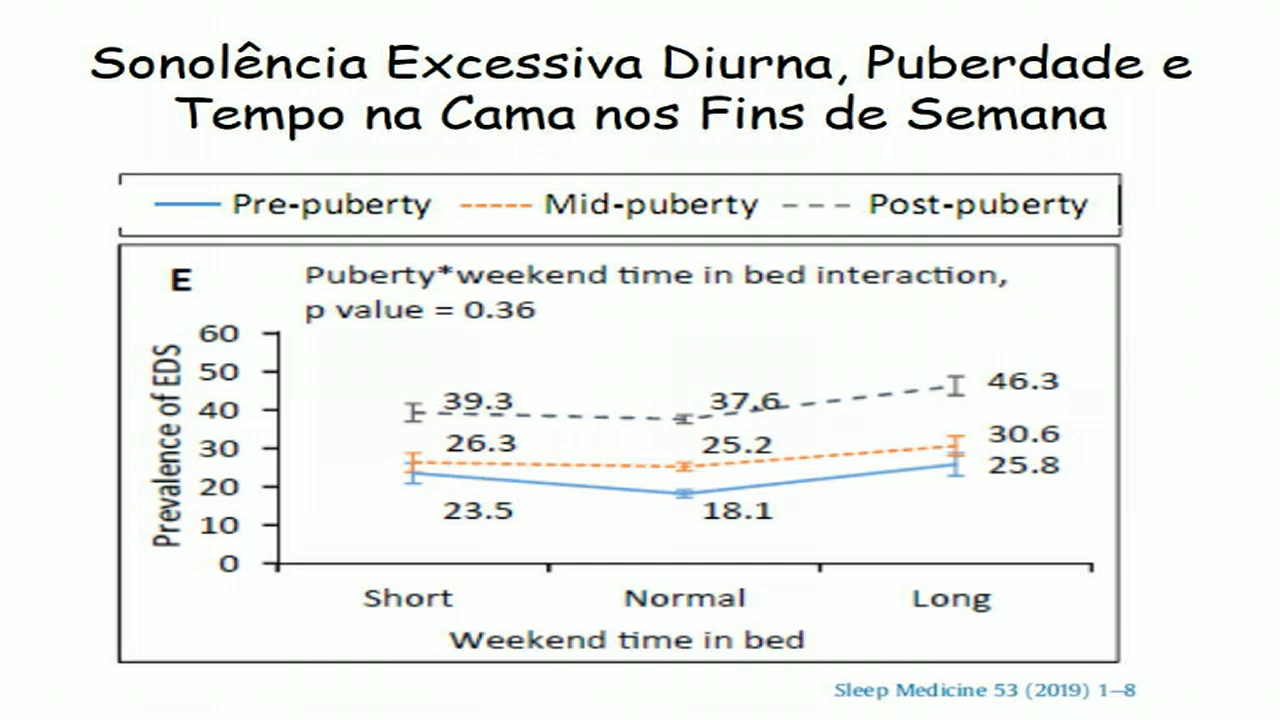 Sonolência Excessiva Diurna, Puberdade e
Tempo na Cama nos Fins de Semana
Pre-puberty Mid-puberty Post-puberty
E
Puberty*weekend time in bed interaction,
p value = 0.36
Prevalence of EDS
60
50
40
30
20
10
0
39.3 37.6 46.3
26.3 25.2 30.6
23.5 18.1 25.8
Short Normal Long
Weekend time in bed
Sleep Medicine 53 (2019) 1–8